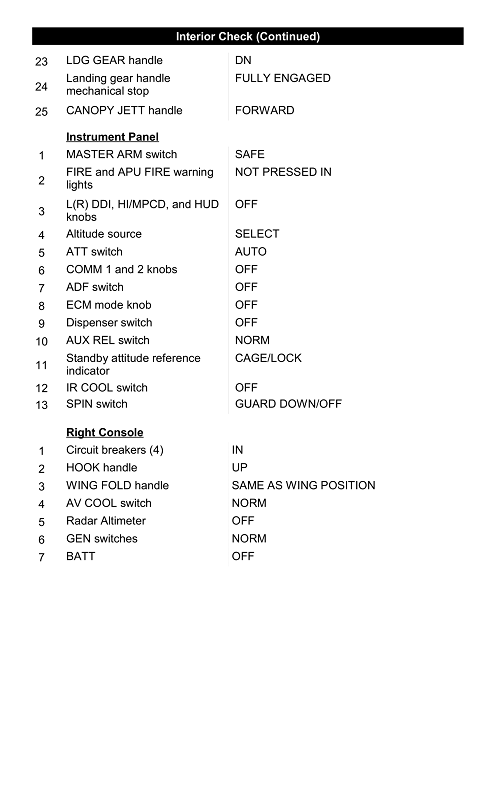 Interior Check (Continued)
23 LDG GEAR handle DN
24 Landing gear handle FULLY ENGAGED
mechanical stop
25 CANOPY JETT handle FORWARD
Instrument Panel
1 MASTER ARM switch SAFE
2 FIRE and APU FIRE warning NOT PRESSED IN
lights
3 L(R) DDI, HI/MPCD, and HUD OFF
knobs
4 Altitude source SELECT
5 ATT switch AUTO
6 COMM 1 and 2 knobs OFF
7 ADF switch OFF
8 ECM mode knob OFF
9 Dispenser switch OFF
10 AUX REL switch NORM
11 Standby attitude reference CAGE/LOCK
indicator
12 IR COOL switch OFF
13 SPIN switch GUARD DOWN/OFF
Right Console
1 Circuit breakers (4) IN
2 HOOK handle UP
3 WING FOLD handle SAME AS WING POSITION
4 AV COOL switch NORM
5 Radar Altimeter OFF
6 GEN switches NORM
7 BATT OFF